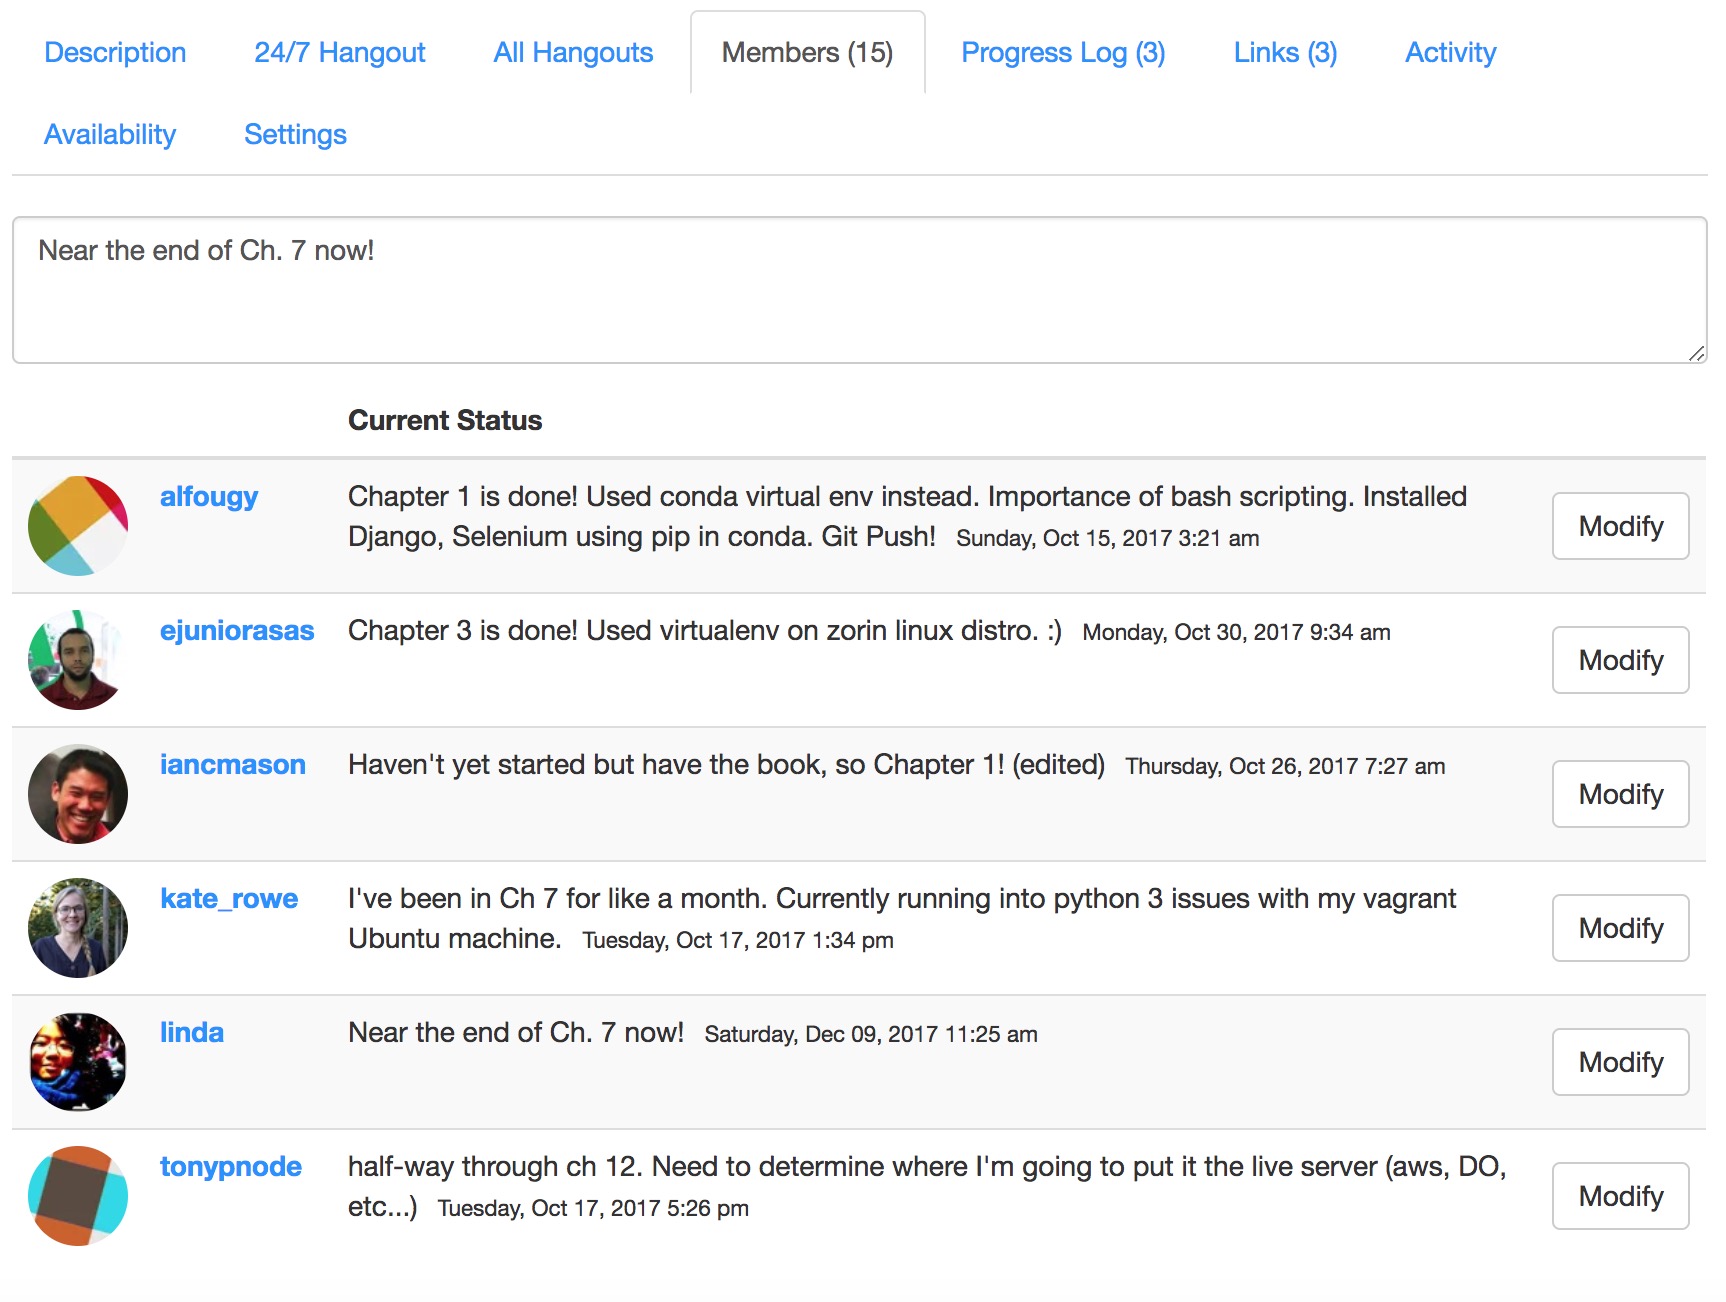 Description 24/7 Hangout All Hangouts Members (15) Progress Log (3) Links (3) Activity
Availability Settings
Near the end of Ch. 7 now!
Current Status
alfougy Chapter 1 is done! Used conda virtual env instead. Importance of bash scripting. Installed
Django, Selenium using pip in conda. Git Push! Sunday, Oct 15, 2017 3:21 am
Modify
ejuniorasas Chapter 3 is done! Used virtualenv on zorin linux distro. :) Monday, Oct 30, 2017 9:34 am
Modify
iancmason Haven't yet started but have the book, so Chapter 1! (edited) Thursday, Oct 26, 2017 7:27 am
Modify
kate_rowe I've been in Ch 7 for like a month. Currently running into python 3 issues with my vagrant
Ubuntu machine. Tuesday, Oct 17, 2017 1:34 pm
Modify
linda Near the end of Ch. 7 now! Saturday, Dec 09, 2017 11:25 am
Modify
tonypnode half-way through ch 12. Need to determine where I'm going to put it the live server (aws, DO,
etc...) Tuesday, Oct 17, 2017 5:26 pm
Modify